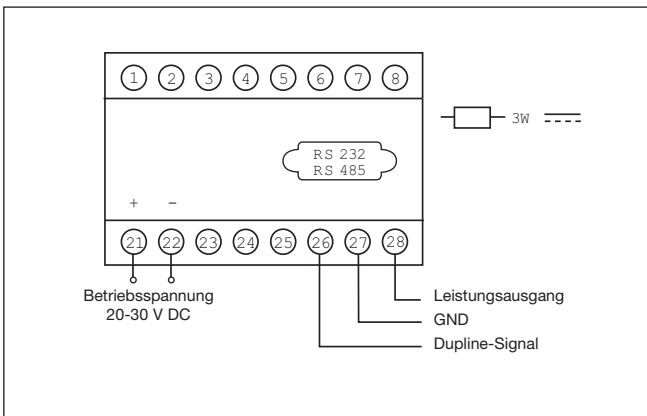 1 2 3 4 5 6 7 8
3W
RS 232
RS 485
+ -
21 22 23 24 25 26 27 28
Betriebsspannung
20-30 V DC
Leistungsausgang
GND
Dupline-Signal